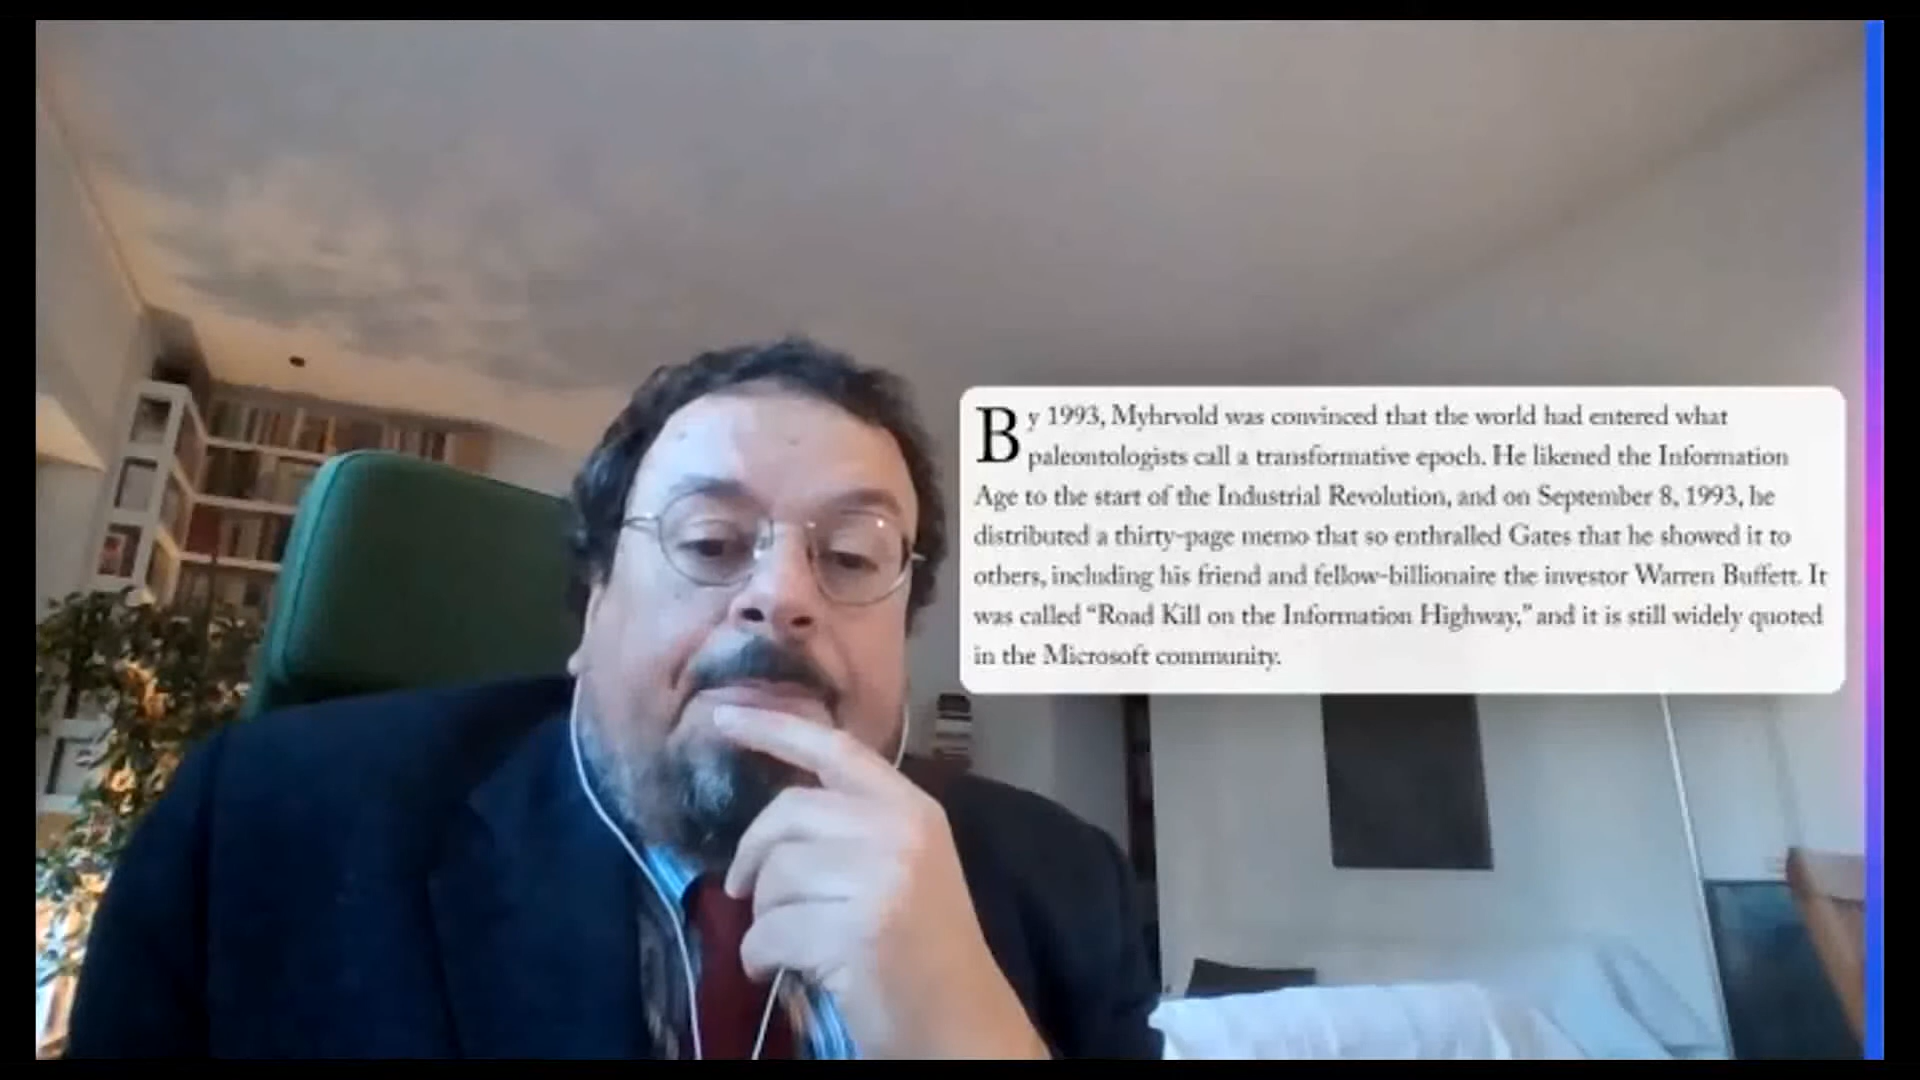 By 1993, Myhrvold was convinced that the world had entered what
paleontologists call a transformative epoch. He likened the Information
Age to the start of the Industrial Revolution, and on September 8, 1993, he
distributed a thirty-page memo that so enthralled Gates that he showed it to
others, including his friend and fellow-billionaire the investor Warren Buffett. It
was called “Road Kill on the Information Highway,” and it is still widely quoted
in the Microsoft community.